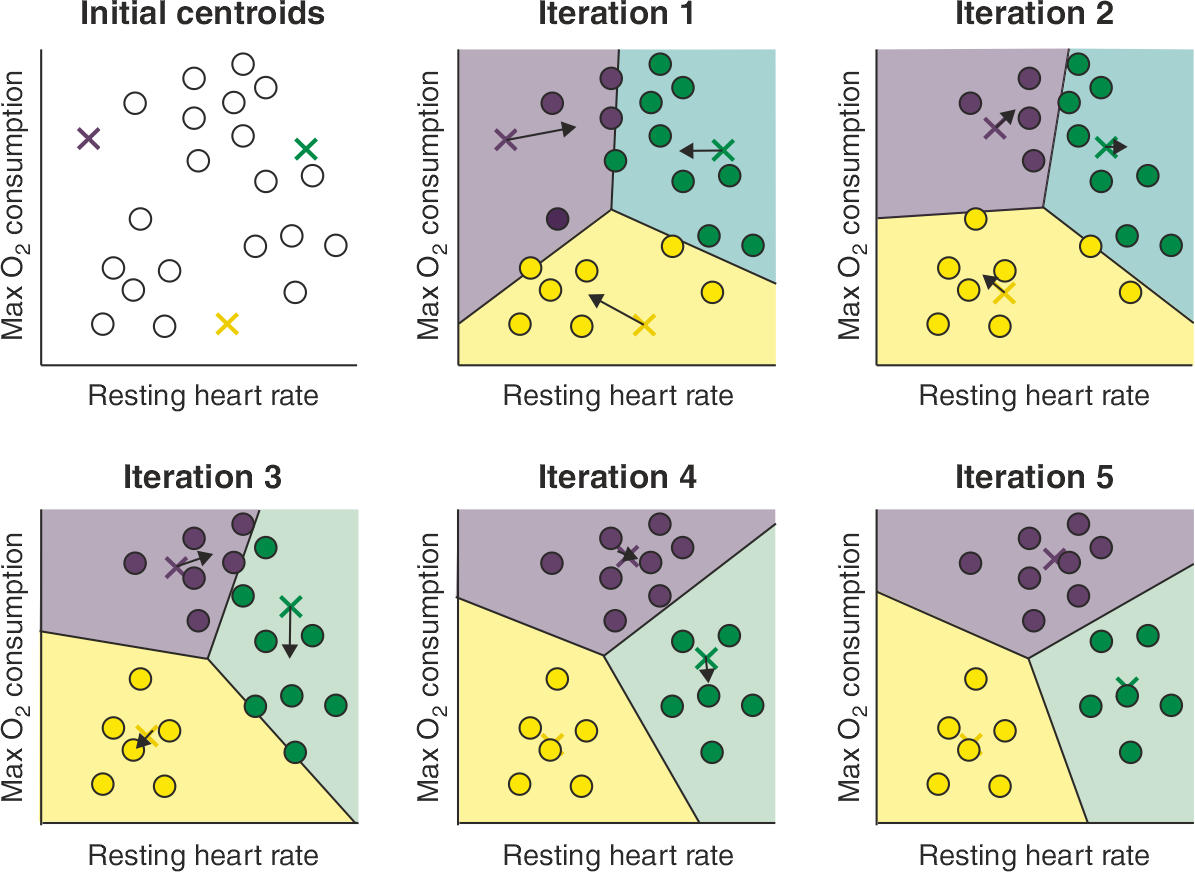 Initial centroids
Max O₂ consumption
Resting heart rate
Iteration 1
Max O₂ consumption
Resting heart rate
Iteration 2
Max O₂ consumption
Resting heart rate
Iteration 3
Max O₂ consumption
Resting heart rate
Iteration 4
Max O₂ consumption
Resting heart rate
Iteration 5
Max O₂ consumption
Resting heart rate